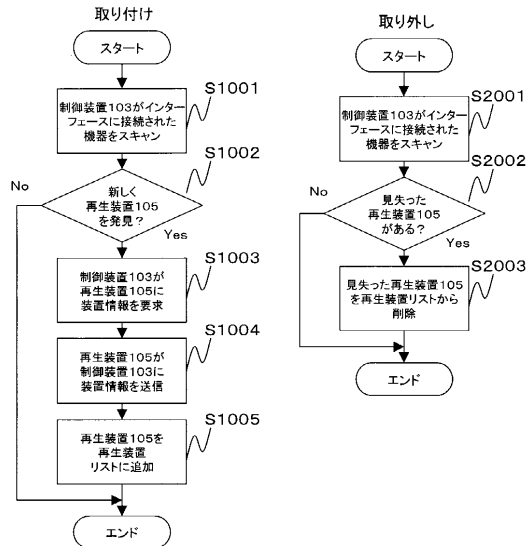 取り付け
スタート
S1001
制御装置103がインター
フェースに接続された
機器をスキャン
S1002
No
新しく
再生装置105
を発見?
Yes
S1003
制御装置103が
再生装置105に
装置情報を要求
S1004
再生装置105が
制御装置103に
装置情報を送信
S1005
再生装置105を
再生装置
リストに追加
エンド
取り外し
スタート
S2001
制御装置103がインター
フェースに接続された
機器をスキャン
S2002
No
見失った
再生装置105
がある?
Yes
S2003
見失った再生装置105
を再生装置リストから
削除
エンド